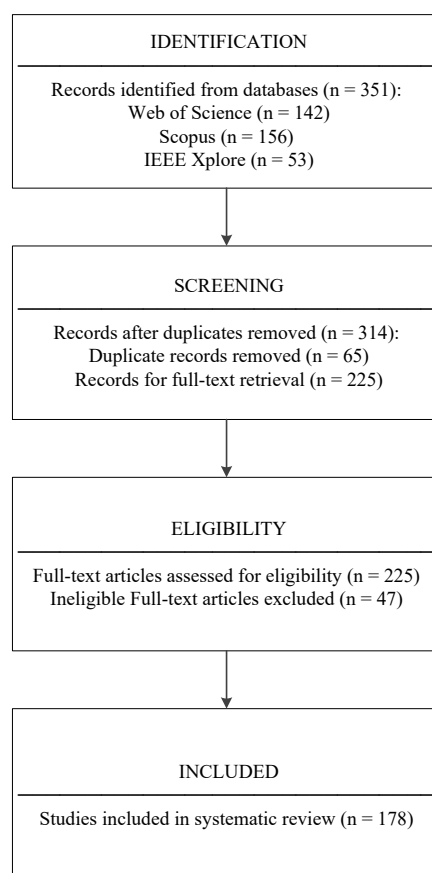 IDENTIFICATION
Records identified from databases (n = 351):
Web of Science (n = 142)
Scopus (n = 156)
IEEE Xplore (n = 53)
SCREENING
Records after duplicates removed (n = 314):
Duplicate records removed (n = 65)
Records for full-text retrieval (n = 225)
ELIGIBILITY
Full-text articles assessed for eligibility (n = 225)
Ineligible Full-text articles excluded (n = 47)
INCLUDED
Studies included in systematic review (n = 178)